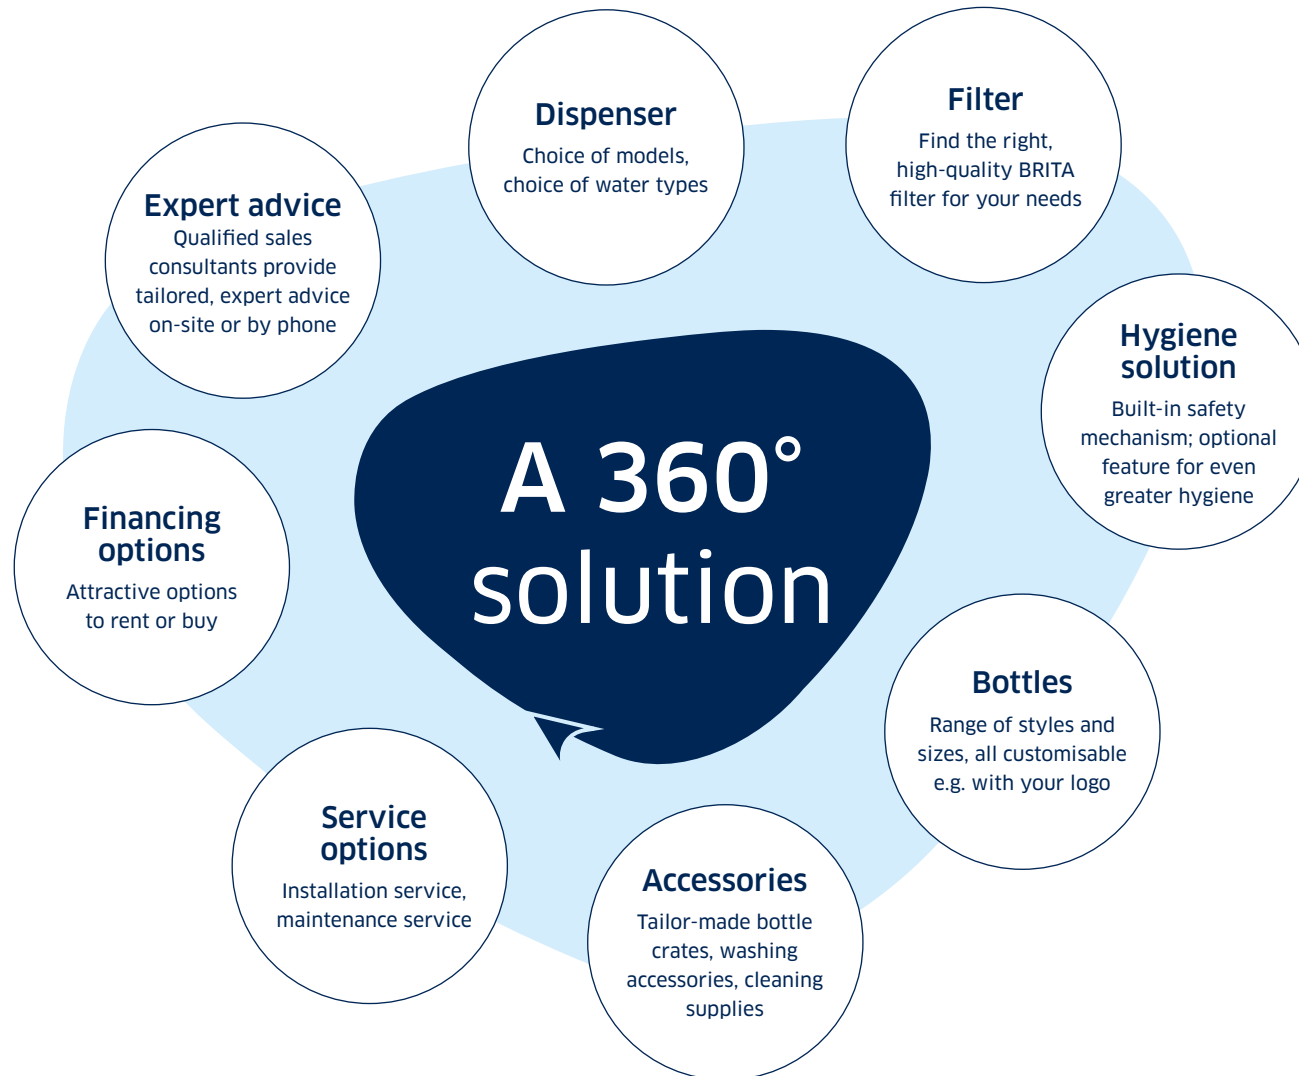 Dispenser
Choice of models,
choice of water types
Filter
Find the right,
high-quality BRITA
filter for your needs
Expert advice
Qualified sales
consultants provide
tailored, expert advice
on-site or by phone
Hygiene
solution
Built-in safety
mechanism; optional
feature for even
greater hygiene
A 360°
solution
Financing
options
Attractive options
to rent or buy
Bottles
Range of styles and
sizes, all customisable
e.g. with your logo
Service
options
Installation service,
maintenance service
Accessories
Tailor-made bottle
crates, washing
accessories, cleaning
supplies